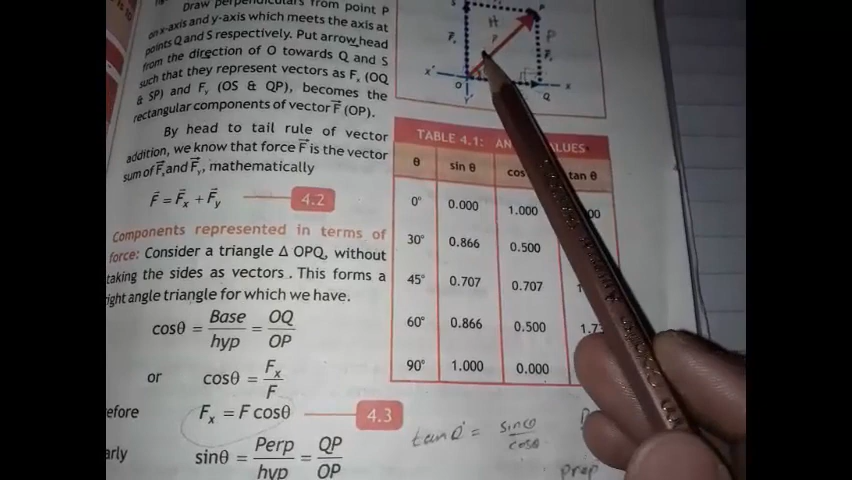 Draw perpendiculars from point P
on x-axis and y-axis which meets the axis at
points Q and S respectively. Put arrow head
from the direction of O towards Q and S
such that they represent vectors as Fx (OQ
& SP) and Fy (OS & QP), becomes the
rectangular components of vector F⃗ (OP).
By head to tail rule of vector
addition, we know that force F⃗ is the vector
sum of F⃗x and F⃗y, mathematically
F⃗ = F⃗x + F⃗y
4.2
Components represented in terms of
force: Consider a triangle Δ OPQ, without
taking the sides as vectors. This forms a
right angle triangle for which we have.
cosθ = Base/hyp = OQ/OP
or cosθ = Fx/F
Fx = F cosθ
4.3
sinθ = Perp/hyp = QP/OP
H
P
x'
O
Q
x
Y'
TABLE 4.1:
θ sin θ tan θ
0° 0.000 1.000
30° 0.866 0.500
45° 0.707 0.707
60° 0.866 0.500
90° 1.000 0.000
tanθ = sinθ/cosθ
prep